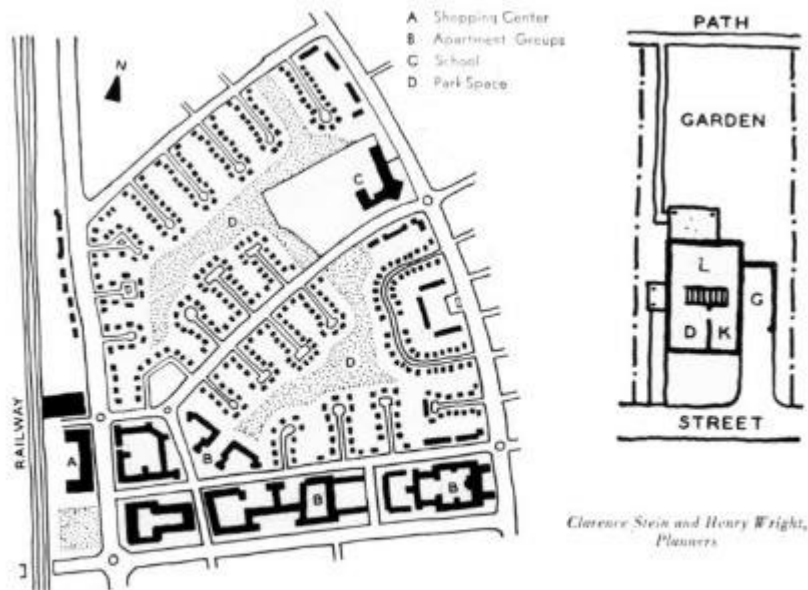 A Shopping Center
B Apartment Groups
C School
D Park Space
N
C
D
D
B
A
B
B
RAILWAY
PATH
GARDEN
L
G
D K
STREET
Clarence Stein and Henry Wright,
Planners